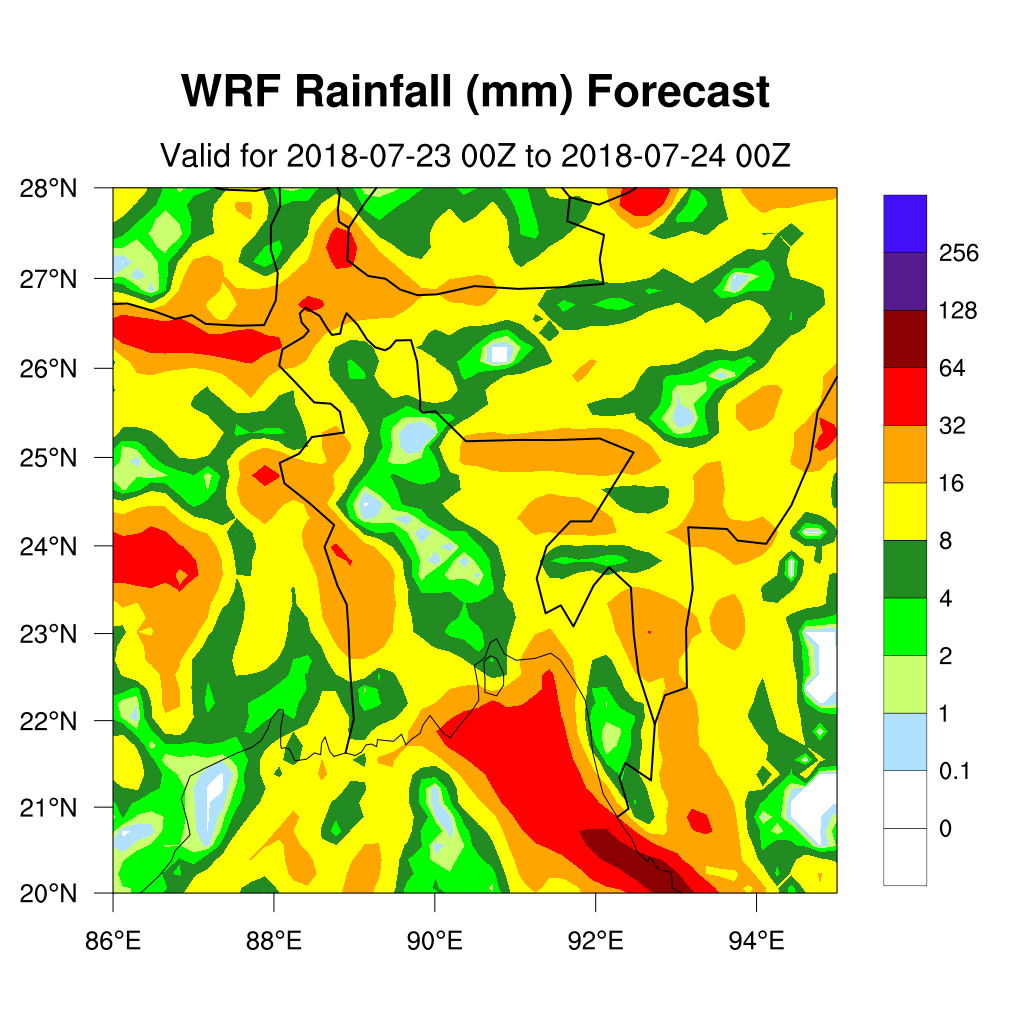 WRF Rainfall (mm) Forecast
Valid for 2018-07-23 00Z to 2018-07-24 00Z
28°N
27°N
26°N
25°N
24°N
23°N
22°N
21°N
20°N
86°E 88°E 90°E 92°E 94°E
256
128
64
32
16
8
4
2
1
0.1
0